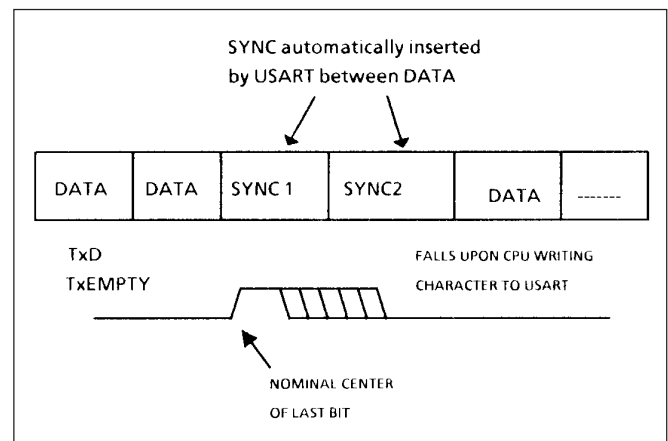 SYNC automatically inserted
by USART between DATA
DATA DATA SYNC 1 SYNC2 DATA -------
TxD
TxEMPTY
FALLS UPON CPU WRITING
CHARACTER TO USART
NOMINAL CENTER
OF LAST BIT